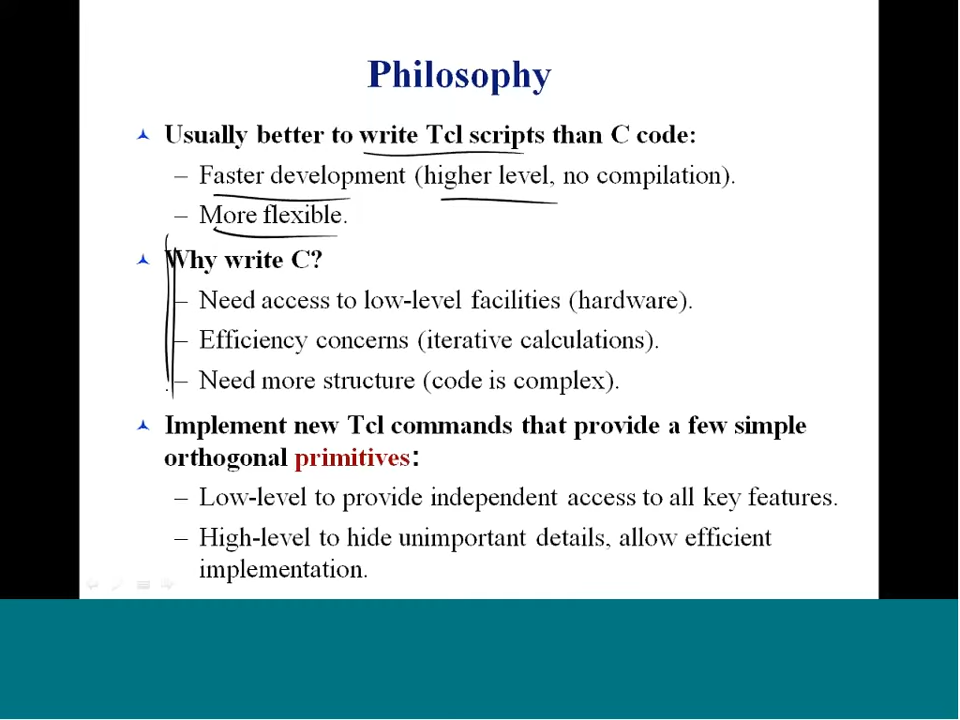 Philosophy
Usually better to write Tcl scripts than C code:
– Faster development (higher level, no compilation).
– More flexible.
Why write C?
– Need access to low-level facilities (hardware).
– Efficiency concerns (iterative calculations).
– Need more structure (code is complex).
Implement new Tcl commands that provide a few simple
orthogonal primitives:
– Low-level to provide independent access to all key features.
– High-level to hide unimportant details, allow efficient
implementation.